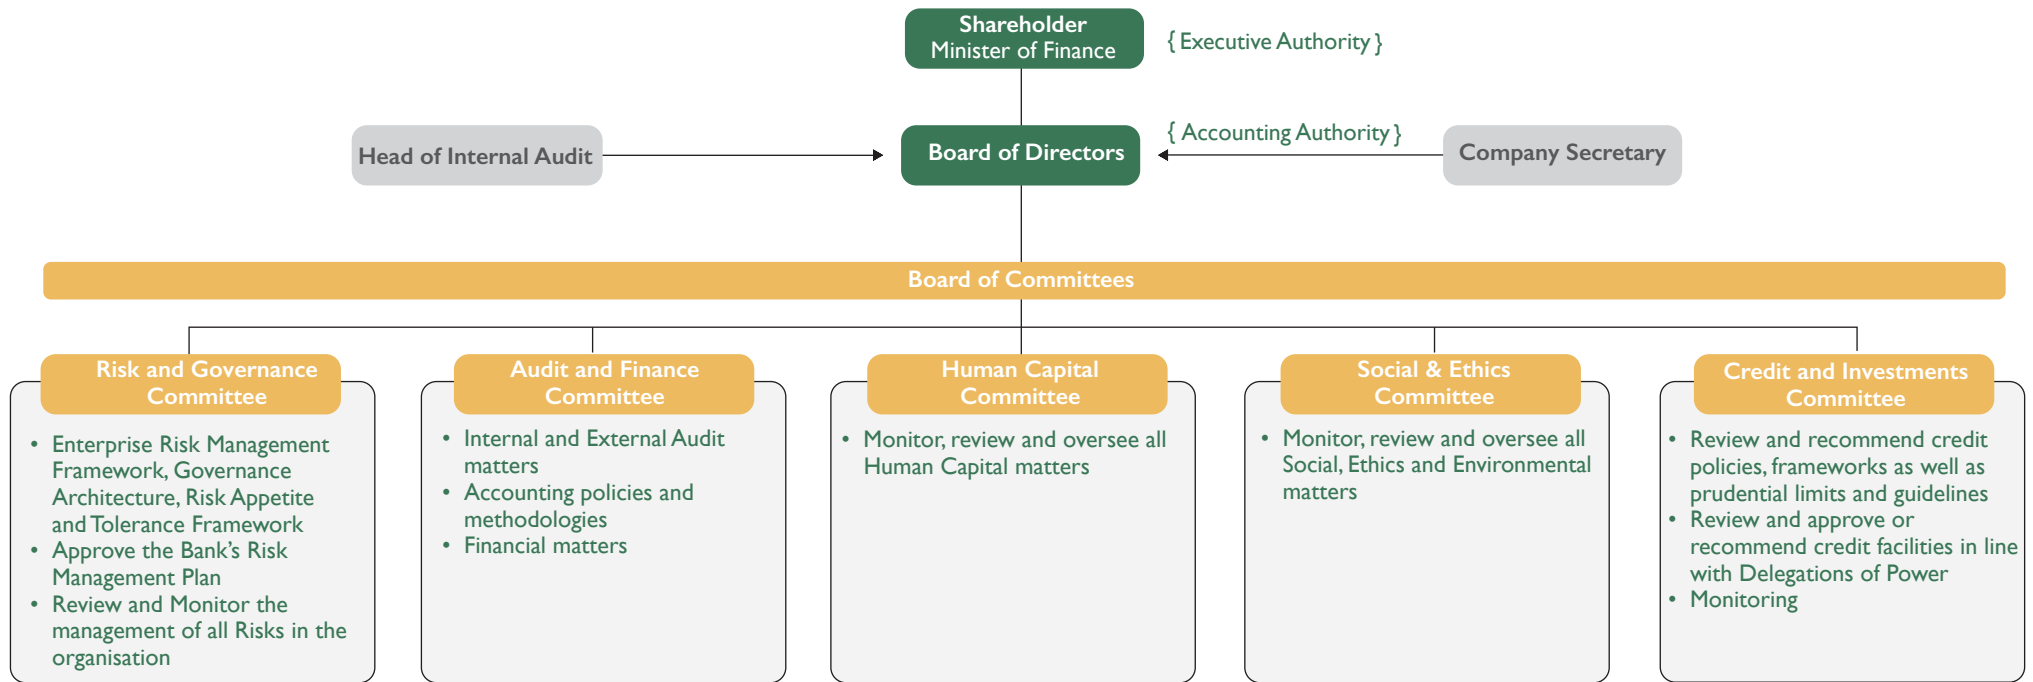 Shareholder
Minister of Finance
{ Executive Authority }
Head of Internal Audit
Board of Directors
{ Accounting Authority }
Company Secretary
Board of Committees
Risk and Governance
Committee
• Enterprise Risk Management
Framework, Governance
Architecture, Risk Appetite
and Tolerance Framework
• Approve the Bank’s Risk
Management Plan
• Review and Monitor the
management of all Risks in the
organisation
Audit and Finance
Committee
• Internal and External Audit
matters
• Accounting policies and
methodologies
• Financial matters
Human Capital
Committee
• Monitor, review and oversee all
Human Capital matters
Social & Ethics
Committee
• Monitor, review and oversee all
Social, Ethics and Environmental
matters
Credit and Investments
Committee
• Review and recommend credit
policies, frameworks as well as
prudential limits and guidelines
• Review and approve or
recommend credit facilities in line
with Delegations of Power
• Monitoring